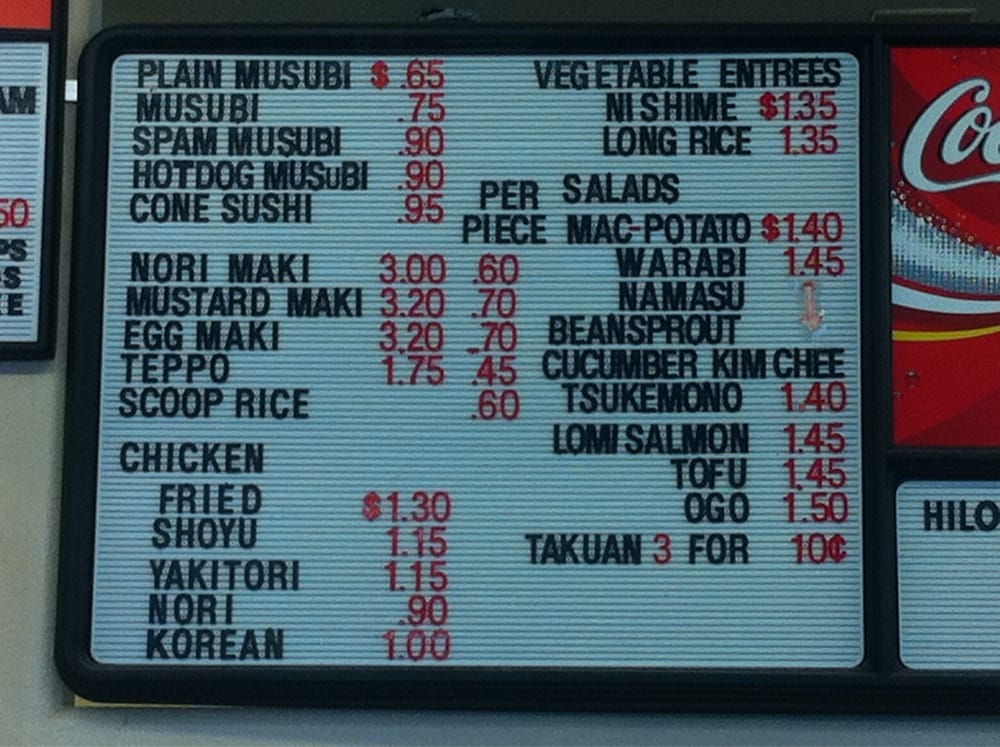 PLAIN MUSUBI $ .65
MUSUBI .75
SPAM MUSUBI .90
HOTDOG MUSUBI .90
CONE SUSHI .95
PER
PIECE
NORI MAKI 3.00 .60
MUSTARD MAKI 3.20 .70
EGG MAKI 3.20 .70
TEPPO 1.75 .45
SCOOP RICE .60
CHICKEN
FRIED $1.30
SHOYU 1.15
YAKITORI 1.15
NORI .90
KOREAN 1.00
VEGETABLE ENTREES
NISHIME $1.35
LONG RICE 1.35
SALADS
MAC-POTATO $1.40
WARABI 1.45
NAMASU
BEANSPROUT
CUCUMBER KIM CHEE
TSUKEMONO 1.40
LOMI SALMON 1.45
TOFU 1.45
OGO 1.50
TAKUAN 3 FOR 10¢
HILO